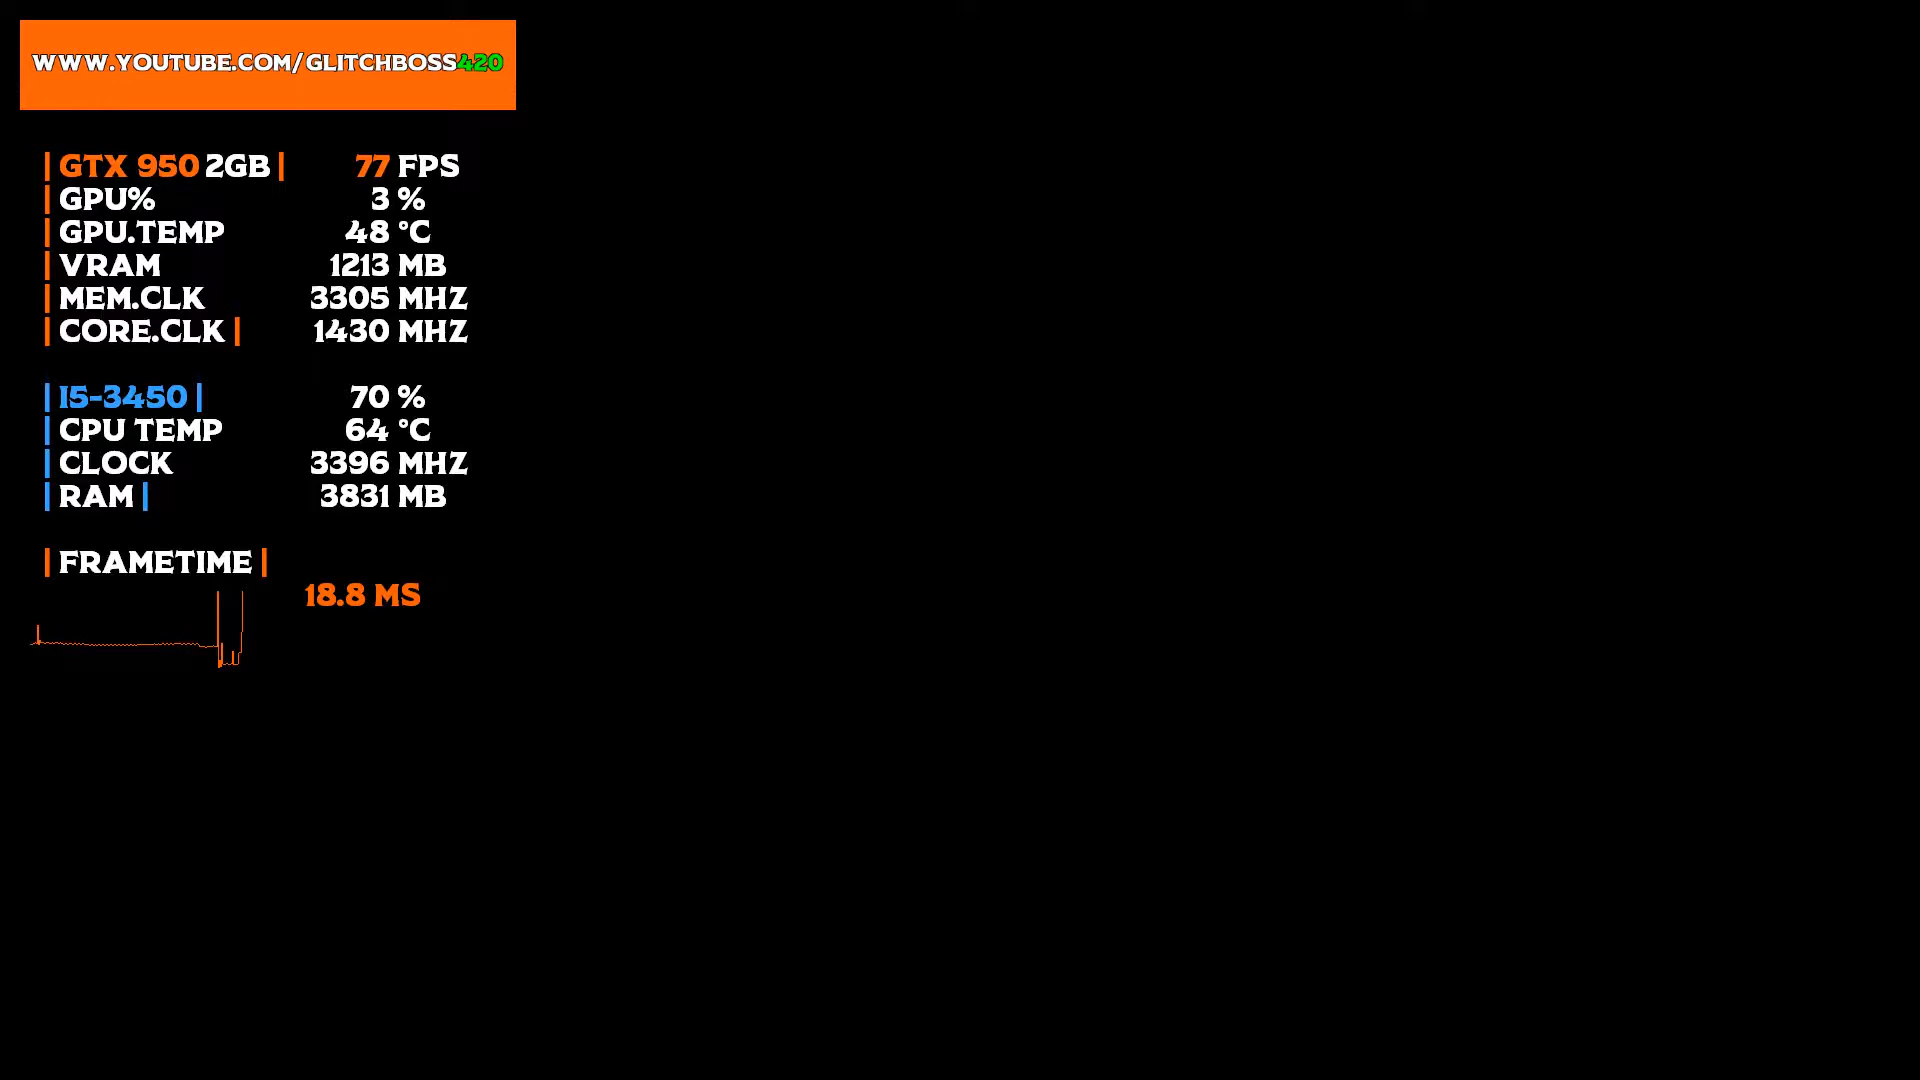 WWW.YOUTUBE.COM/GLITCHBOSS420
| GTX 950 2GB | 77 FPS
| GPU% 3 %
| GPU.TEMP 48 °C
| VRAM 1213 MB
| MEM.CLK 3305 MHZ
| CORE.CLK | 1430 MHZ
| I5-3450 | 70 %
| CPU TEMP 64 °C
| CLOCK 3396 MHZ
| RAM | 3831 MB
| FRAMETIME |
18.8 MS